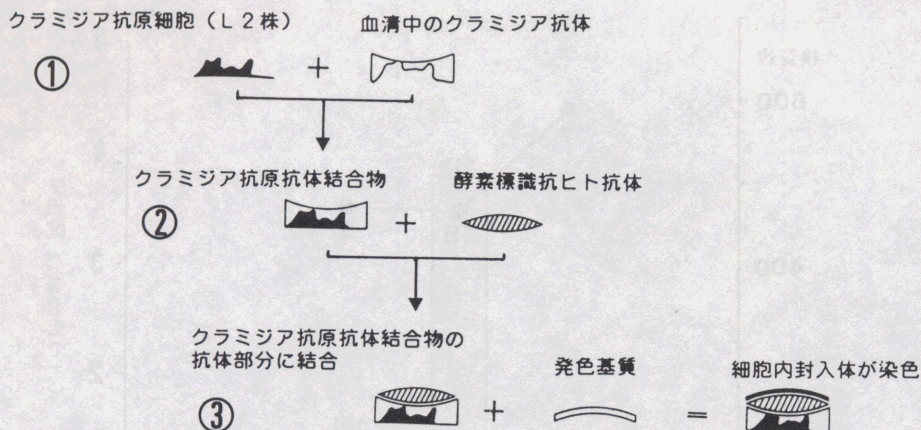 クラミジア抗原細胞（L2株）
血清中のクラミジア抗体
①
+
クラミジア抗原抗体結合物
酵素標識抗ヒト抗体
②
+
クラミジア抗原抗体結合物の
抗体部分に結合
発色基質
細胞内封入体が染色
③
+
=